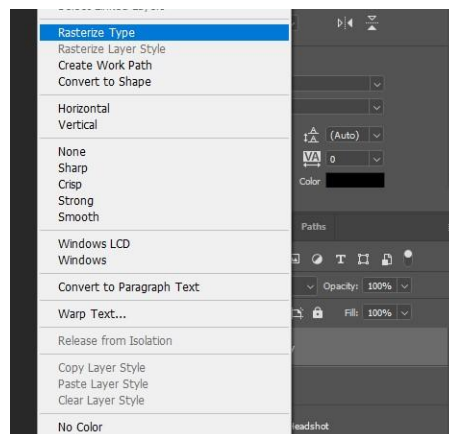 Rasterize Type
Rasterize Layer Style
Create Work Path
Convert to Shape
Horizontal
Vertical
None
Sharp
Crisp
Strong
Smooth
Windows LCD
Windows
Convert to Paragraph Text
Warp Text...
Release from Isolation
Copy Layer Style
Paste Layer Style
Clear Layer Style
No Color
(Auto)
VA 0
Color
Paths
T
Opacity: 100%
Fill: 100%